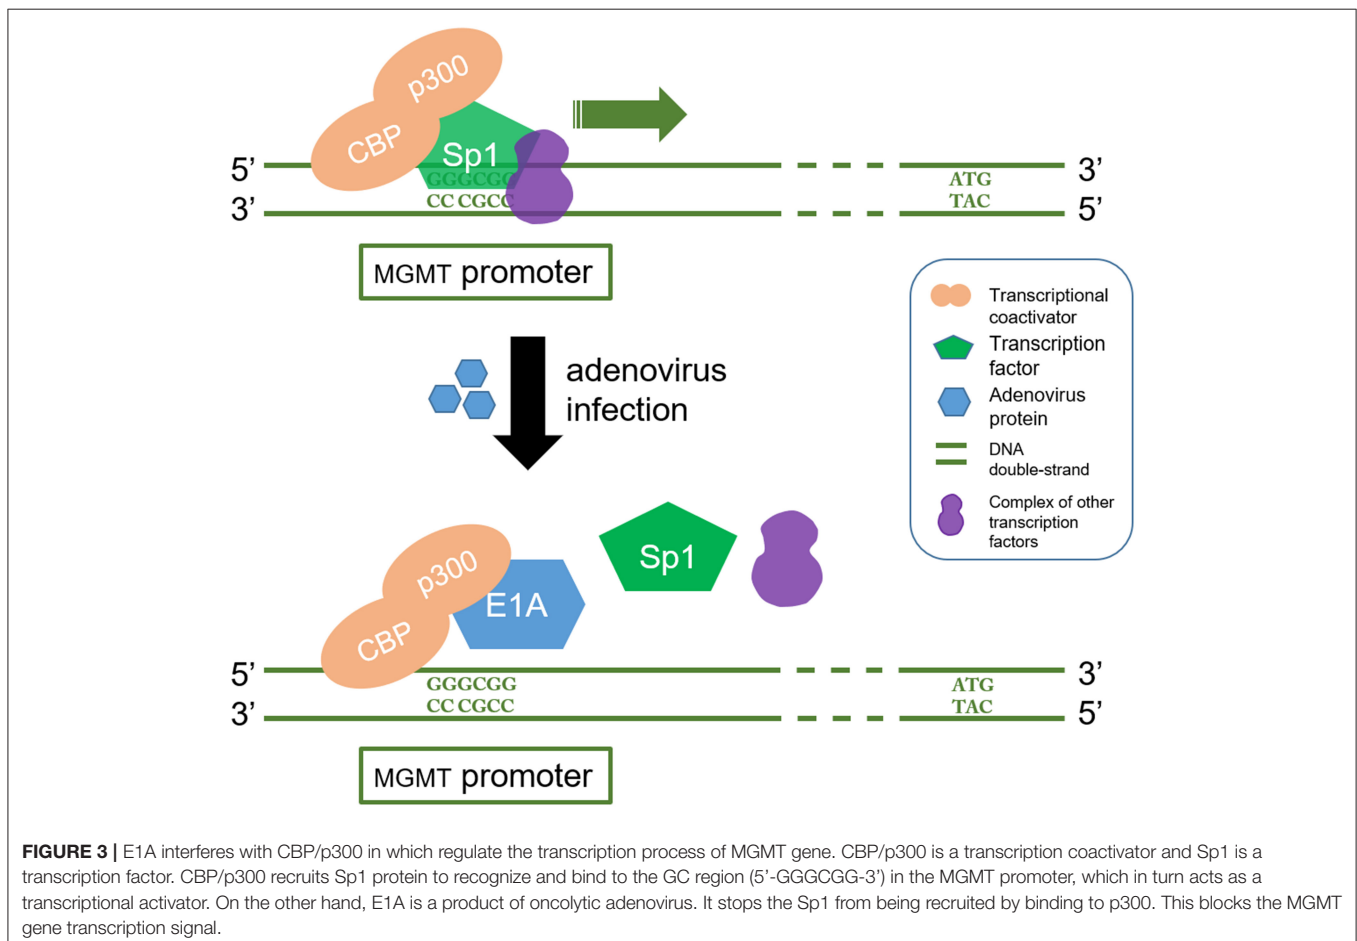 p300
CBP
Sp1
5’ 3’
GGGCGG ATG
CC CGCC TAC
3’ 5’
MGMT promoter
adenovirus
infection
Transcriptional
coactivator
Transcription
factor
Adenovirus
protein
DNA
double-strand
Complex of other
transcription
factors
p300
CBP
E1A
Sp1
5’ 3’
GGGCGG ATG
CC CGCC TAC
3’ 5’
MGMT promoter
FIGURE 3 | E1A interferes with CBP/p300 in which regulate the transcription process of MGMT gene. CBP/p300 is a transcription coactivator and Sp1 is a
transcription factor. CBP/p300 recruits Sp1 protein to recognize and bind to the GC region (5’-GGGCGG-3’) in the MGMT promoter, which in turn acts as a
transcriptional activator. On the other hand, E1A is a product of oncolytic adenovirus. It stops the Sp1 from being recruited by binding to p300. This blocks the MGMT
gene transcription signal.